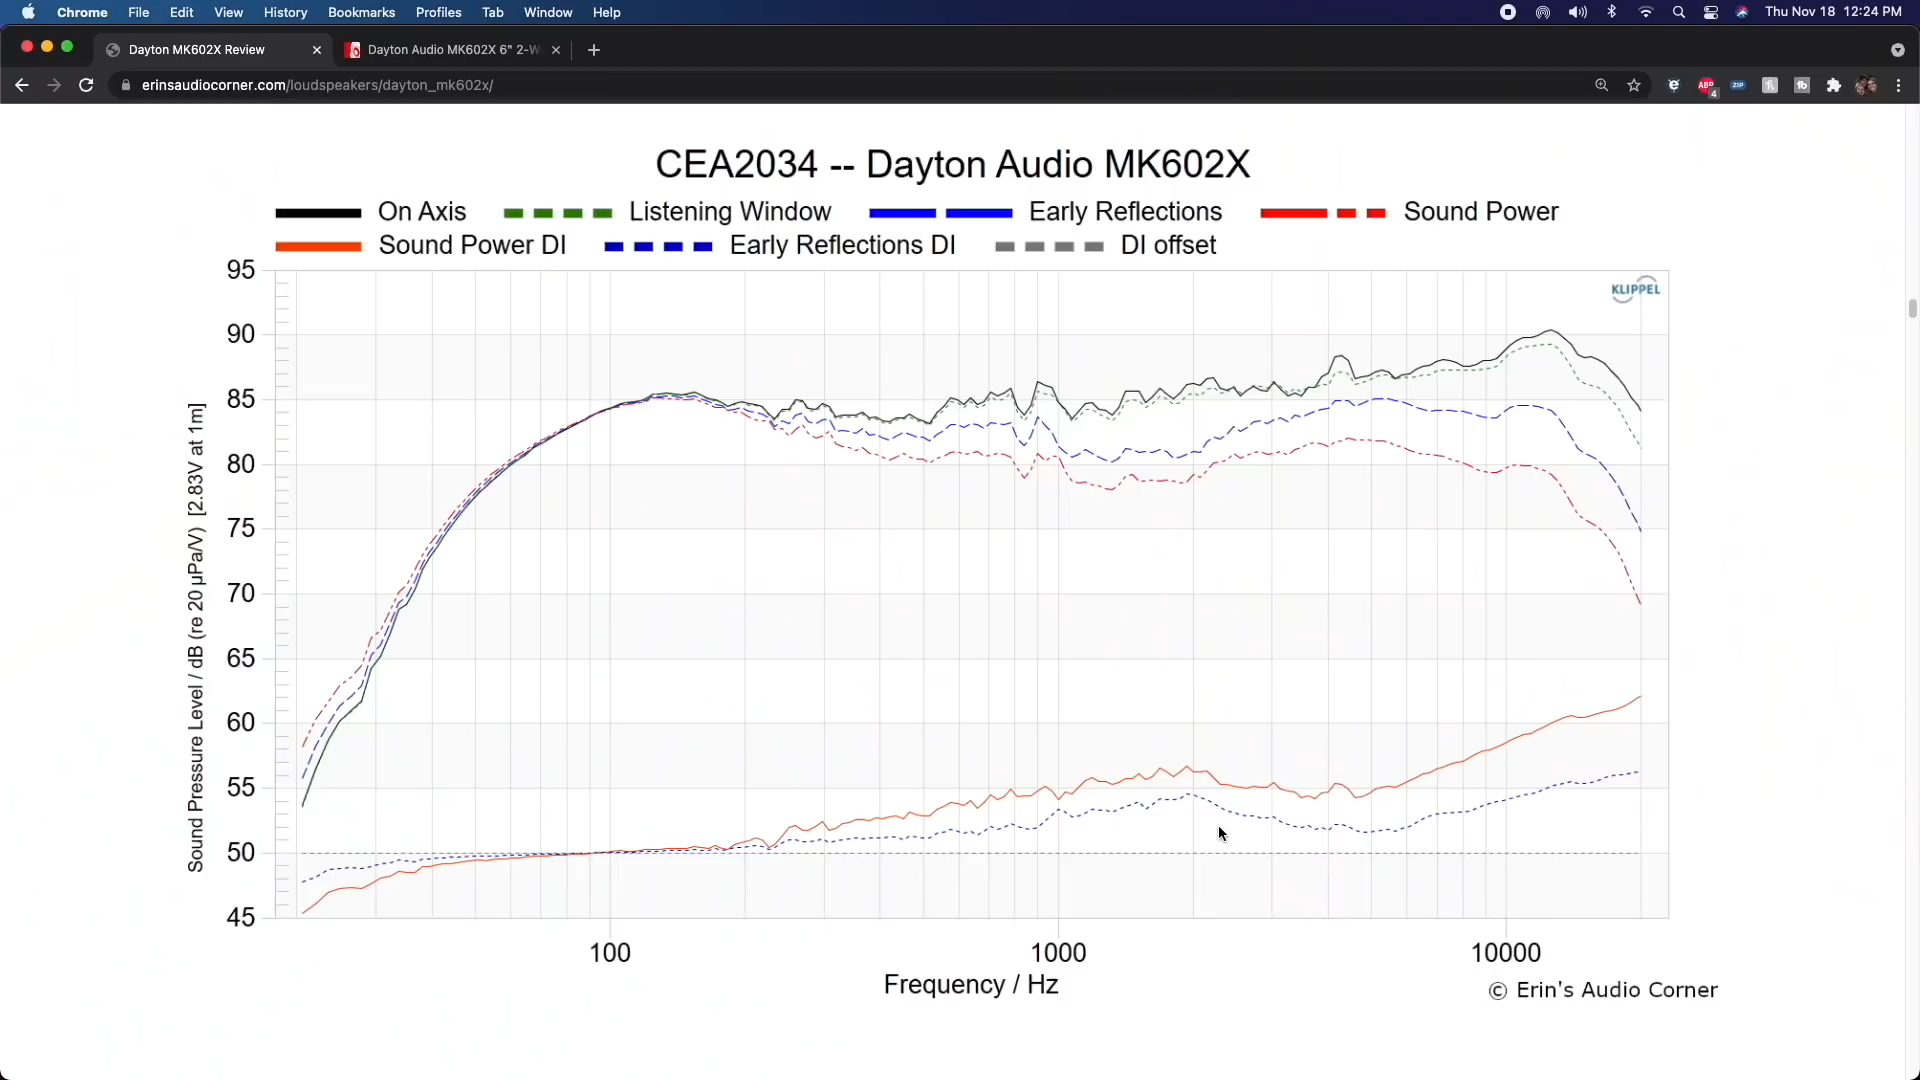 Chrome File Edit View History Bookmarks Profiles Tab Window Help Thu Nov 18 12:24 PM
Dayton MK602X Review
Dayton Audio MK602X 6" 2-W
erinsaudiocorner.com/loudspeakers/dayton_mk602x/
ABP
4
ZIP
CEA2034 -- Dayton Audio MK602X
On Axis Listening Window Early Reflections Sound Power
Sound Power DI Early Reflections DI DI offset
KLIPPEL
95
90
85
80
75
70
65
60
55
50
45
Sound Pressure Level / dB (re 20 µPa/V) [2.83V at 1m]
100 1000 10000
Frequency / Hz
© Erin's Audio Corner